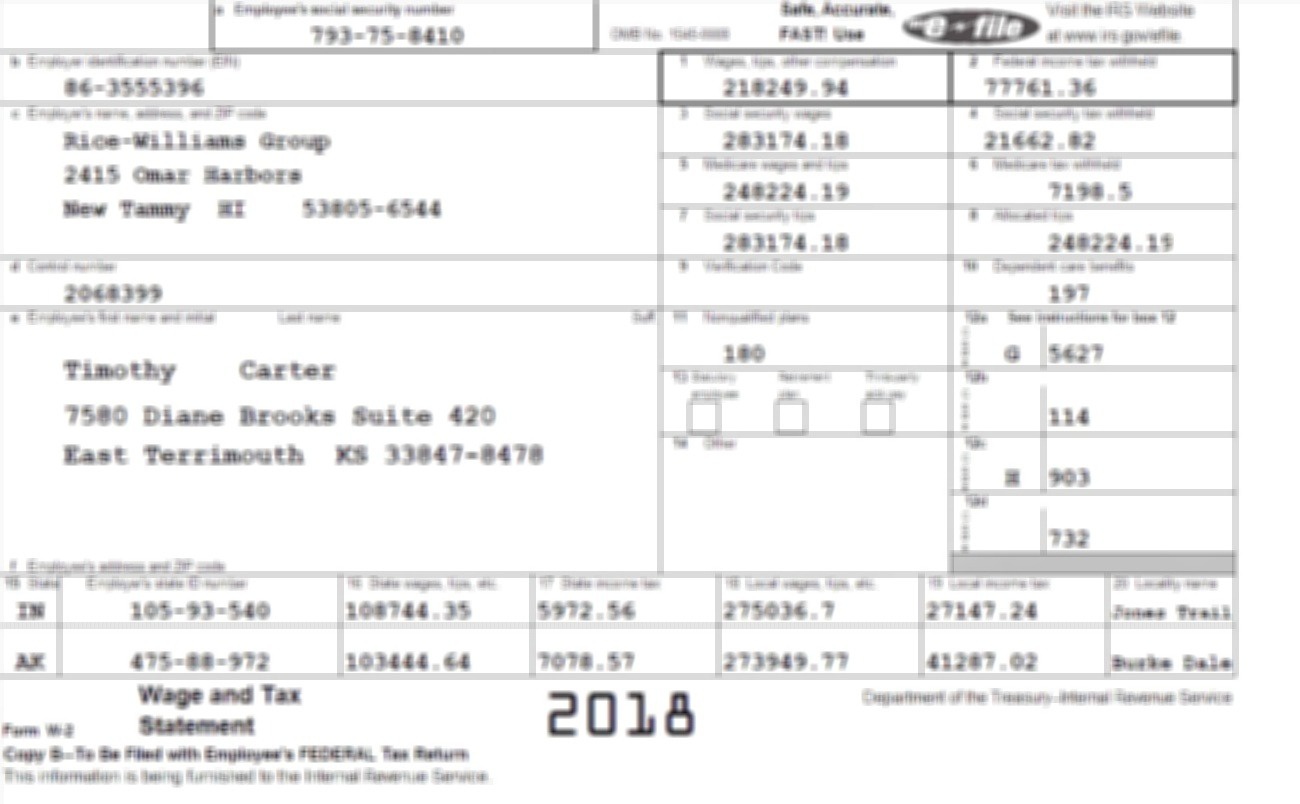 a Employee's social security number
793-75-8410
OMB No. 1545-0008
Safe, Accurate,
FAST! Use
IRS e-file
Visit the IRS Website
at www.irs.gov/efile
b Employer identification number (EIN)
86-3555396
1 Wages, tips, other compensation
218249.94
2 Federal income tax withheld
77761.36
c Employer's name, address, and ZIP code
Rice-Williams Group
2415 Omar Harbors
New Tammy HI 53805-6544
3 Social security wages
283174.18
4 Social security tax withheld
21662.82
5 Medicare wages and tips
248224.19
6 Medicare tax withheld
7198.5
7 Social security tips
283174.18
8 Allocated tips
248224.19
d Control number
2068399
9 Verification Code
10 Dependent care benefits
197
e Employee's first name and initial Last name Suff.
Timothy Carter
7580 Diane Brooks Suite 420
East Terrimouth KS 33847-8478
11 Nonqualified plans
180
12a See instructions for box 12
G 5627
13 Statutory employee
Retirement plan
Third-party sick pay
12b
114
14 Other
12c
H 903
12d
732
f Employee's address and ZIP code
15 State Employer's state ID number 16 State wages, tips, etc. 17 State income tax 18 Local wages, tips, etc. 19 Local income tax 20 Locality name
IN 105-93-540 108744.35 5972.56 275036.7 27147.24 Jones Trail
AK 475-88-972 103444.64 7078.57 273949.77 41287.02 Burke Dale
Form W-2
Wage and Tax
Statement
2018
Department of the Treasury-Internal Revenue Service
Copy B–To Be Filed with Employee's FEDERAL Tax Return
This information is being furnished to the Internal Revenue Service.